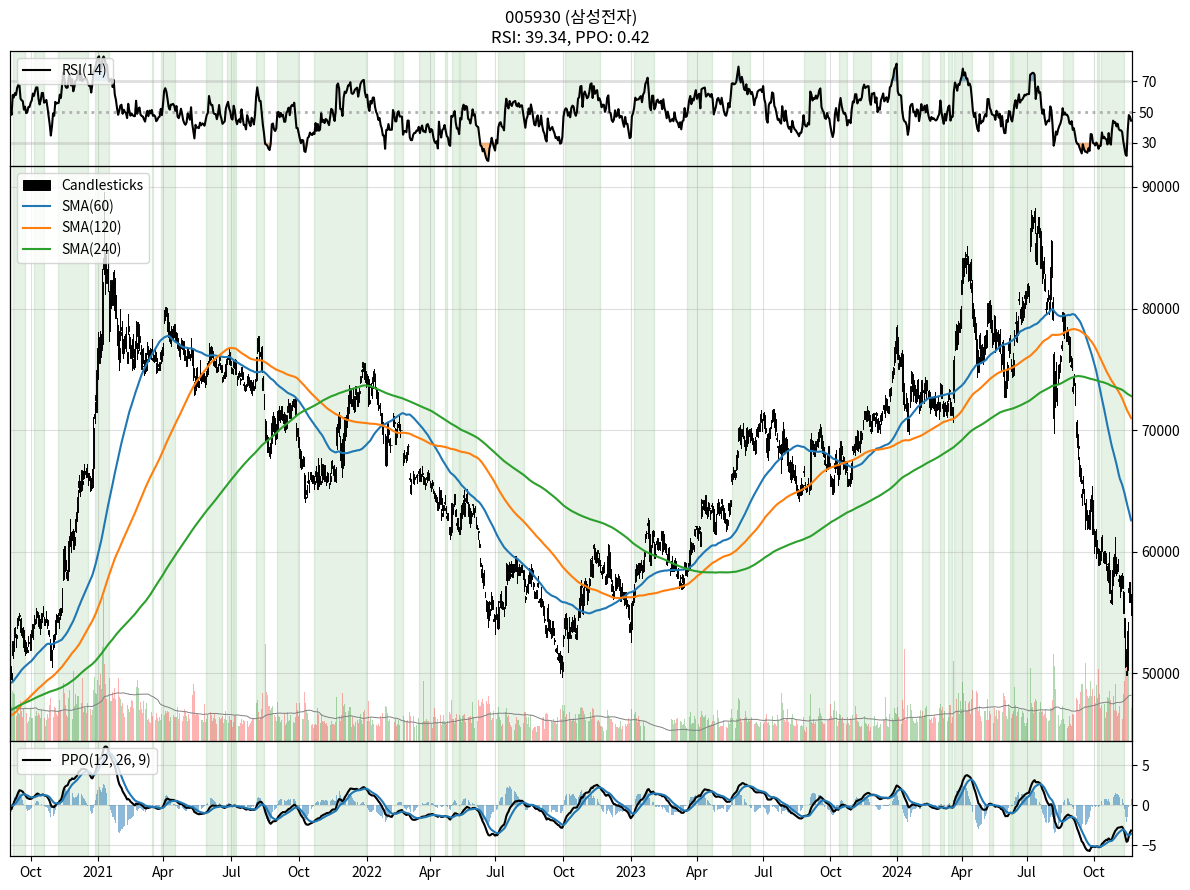 005930 (삼성전자)
RSI: 39.34, PPO: 0.42
RSI(14)
70
50
30
Candlesticks
SMA(60)
SMA(120)
SMA(240)
90000
80000
70000
60000
50000
PPO(12, 26, 9)
5
0
−5
Oct 2021 Apr Jul Oct 2022 Apr Jul Oct 2023 Apr Jul Oct 2024 Apr Jul Oct